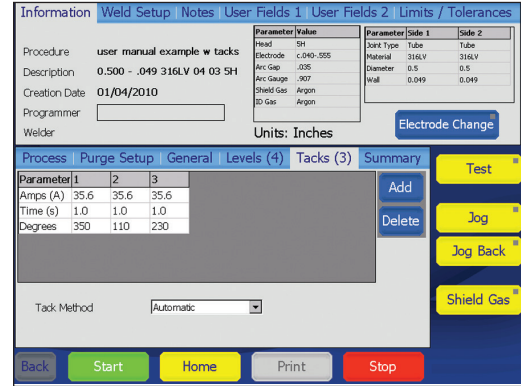 Information Weld Setup Notes User Fields 1 User Fields 2 Limits / Tolerances
Procedure user manual example w tacks
Description 0.500 - .049 316LV 04 03 5H
Creation Date 01/04/2010
Programmer
Welder
Parameter Value
Head 5H
Electrode c.040-.555
Arc Gap .035
Arc Gauge .907
Shield Gas Argon
ID Gas Argon
Units: Inches
Parameter Side 1 Side 2
Joint Type Tube Tube
Material 316LV 316LV
Diameter 0.5 0.5
Wall 0.049 0.049
Electrode Change
Process Purge Setup General Levels (4) Tacks (3) Summary
Parameter 1 2 3
Amps (A) 35.6 35.6 35.6
Time (s) 1.0 1.0 1.0
Degrees 350 110 230
Add
Delete
Tack Method Automatic
Test
Jog
Jog Back
Shield Gas
Back Start Home Print Stop